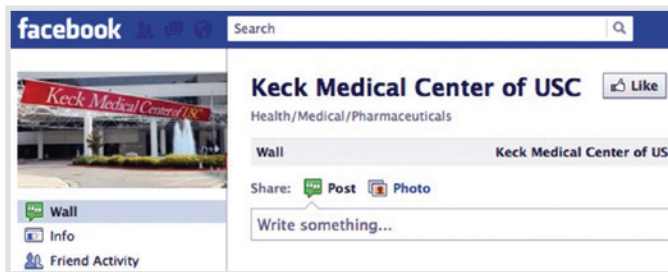 facebook Search
Keck Medical Center of USC
Keck Medical Center of USC Like
Health/Medical/Pharmaceuticals
Wall Keck Medical Center of
Share: Post Photo
Write something...
Wall
Info
Friend Activity